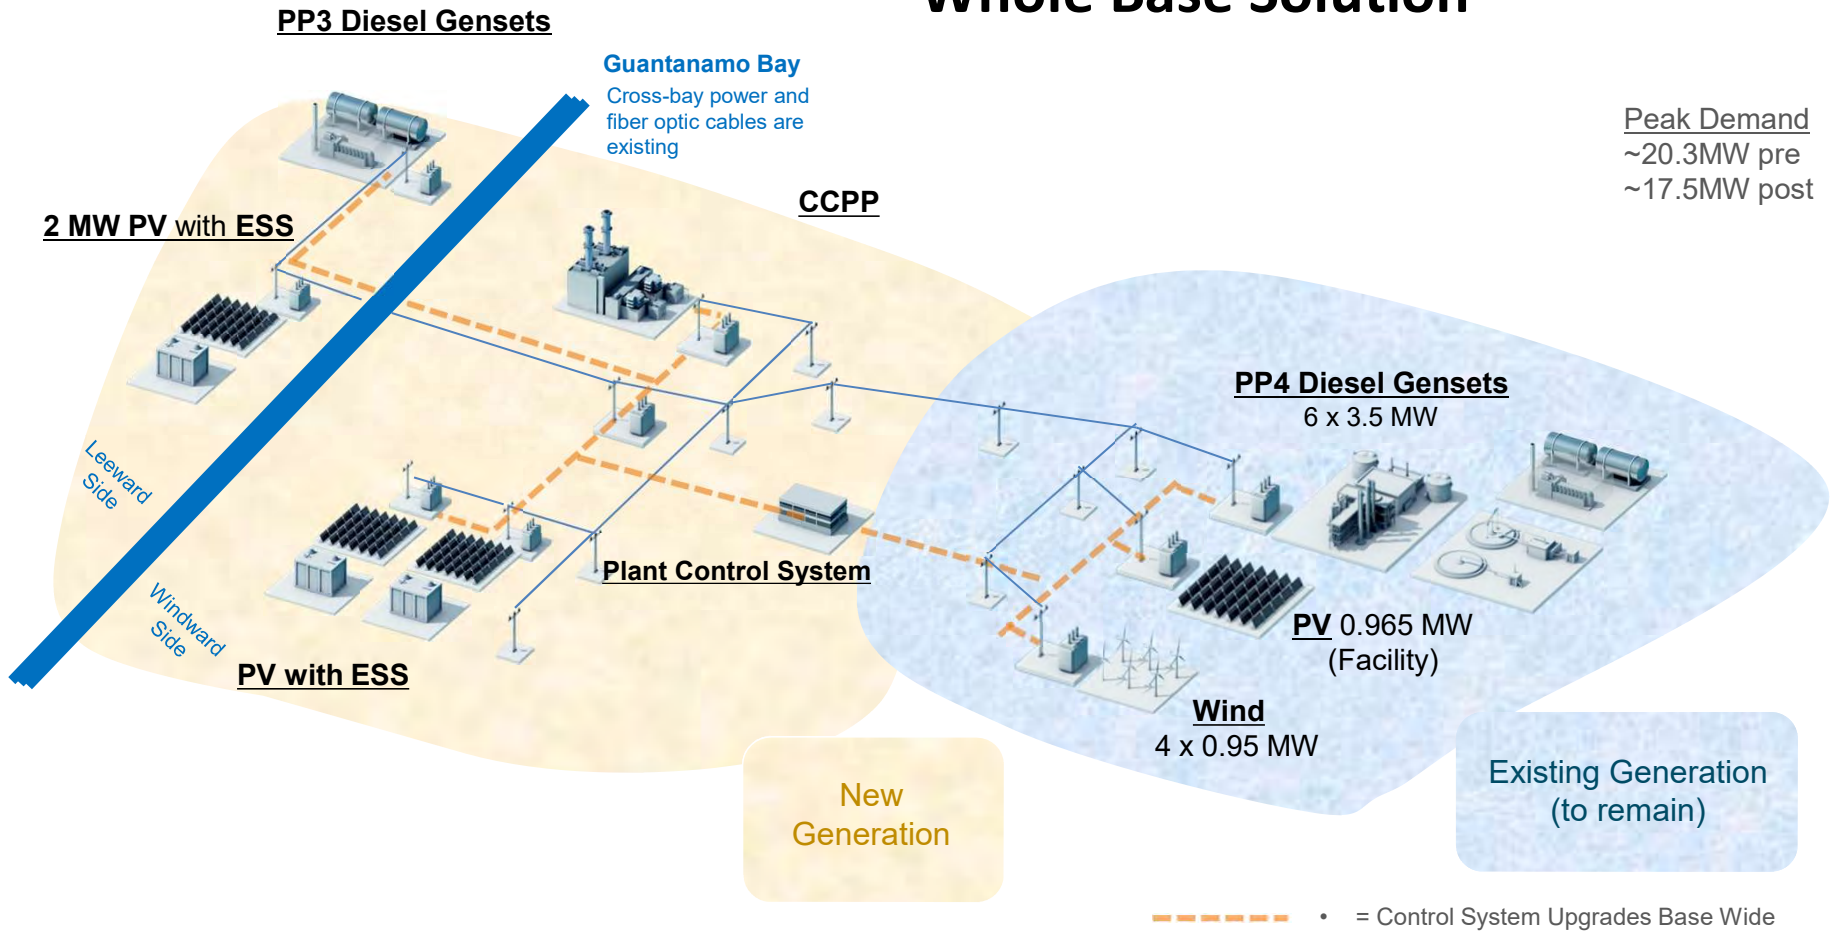 Whole Base Solution
PP3 Diesel Gensets
Guantanamo Bay
Cross-bay power and
fiber optic cables are
existing
Peak Demand
~20.3MW pre
~17.5MW post
CCPP
2 MW PV with ESS
PP4 Diesel Gensets
6 x 3.5 MW
Leeward
Side
Plant Control System
Windward
Side
PV 0.965 MW
(Facility)
PV with ESS
Wind
4 x 0.95 MW
New
Generation
Existing Generation
(to remain)
• = Control System Upgrades Base Wide